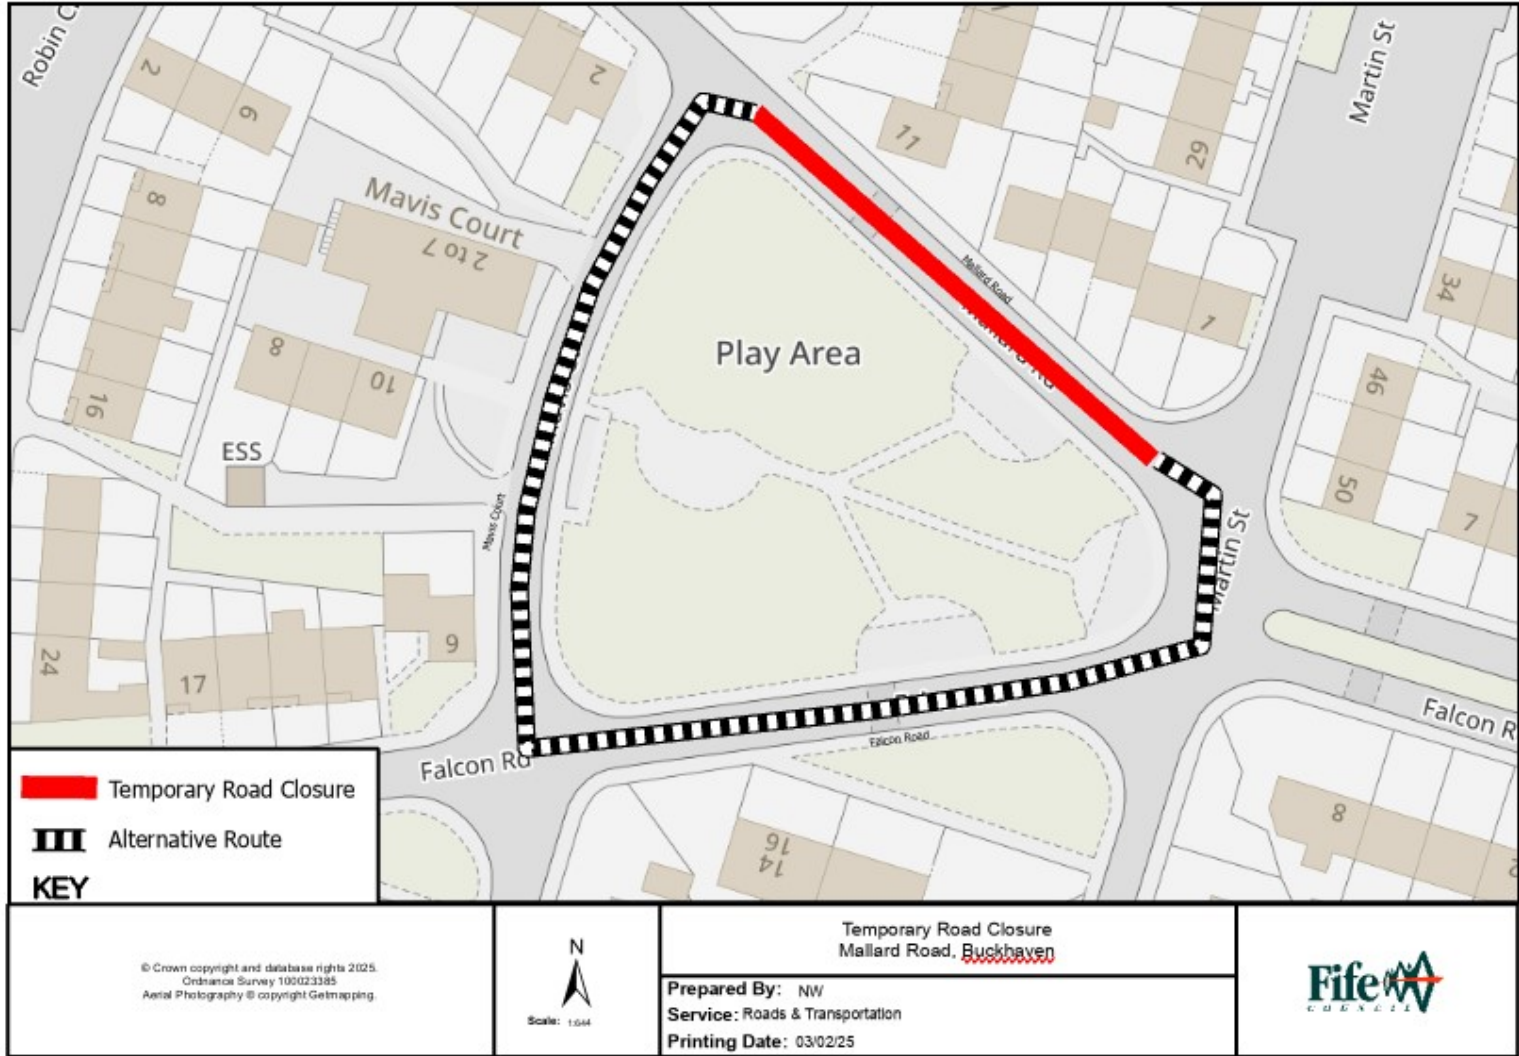 Robin C
2
6
2
11
29
Martin St
Mavis Court
2 to 7
8
34
Mallard Road
1
Play Area
8
10
16
46
ESS
50
7
Mavis Court
Martin St
24
17
9
Falcon Rd
Falcon Road
Falcon R
8
16
14
Temporary Road Closure
Alternative Route
KEY
© Crown copyright and database rights 2025.
Ordnance Survey 100023385
Aerial Photography © copyright Getmapping.
N
Scale: 1:644
Temporary Road Closure
Mallard Road, Buckhaven
Prepared By: NW
Service: Roads & Transportation
Printing Date: 03/02/25
Fife
COUNCIL